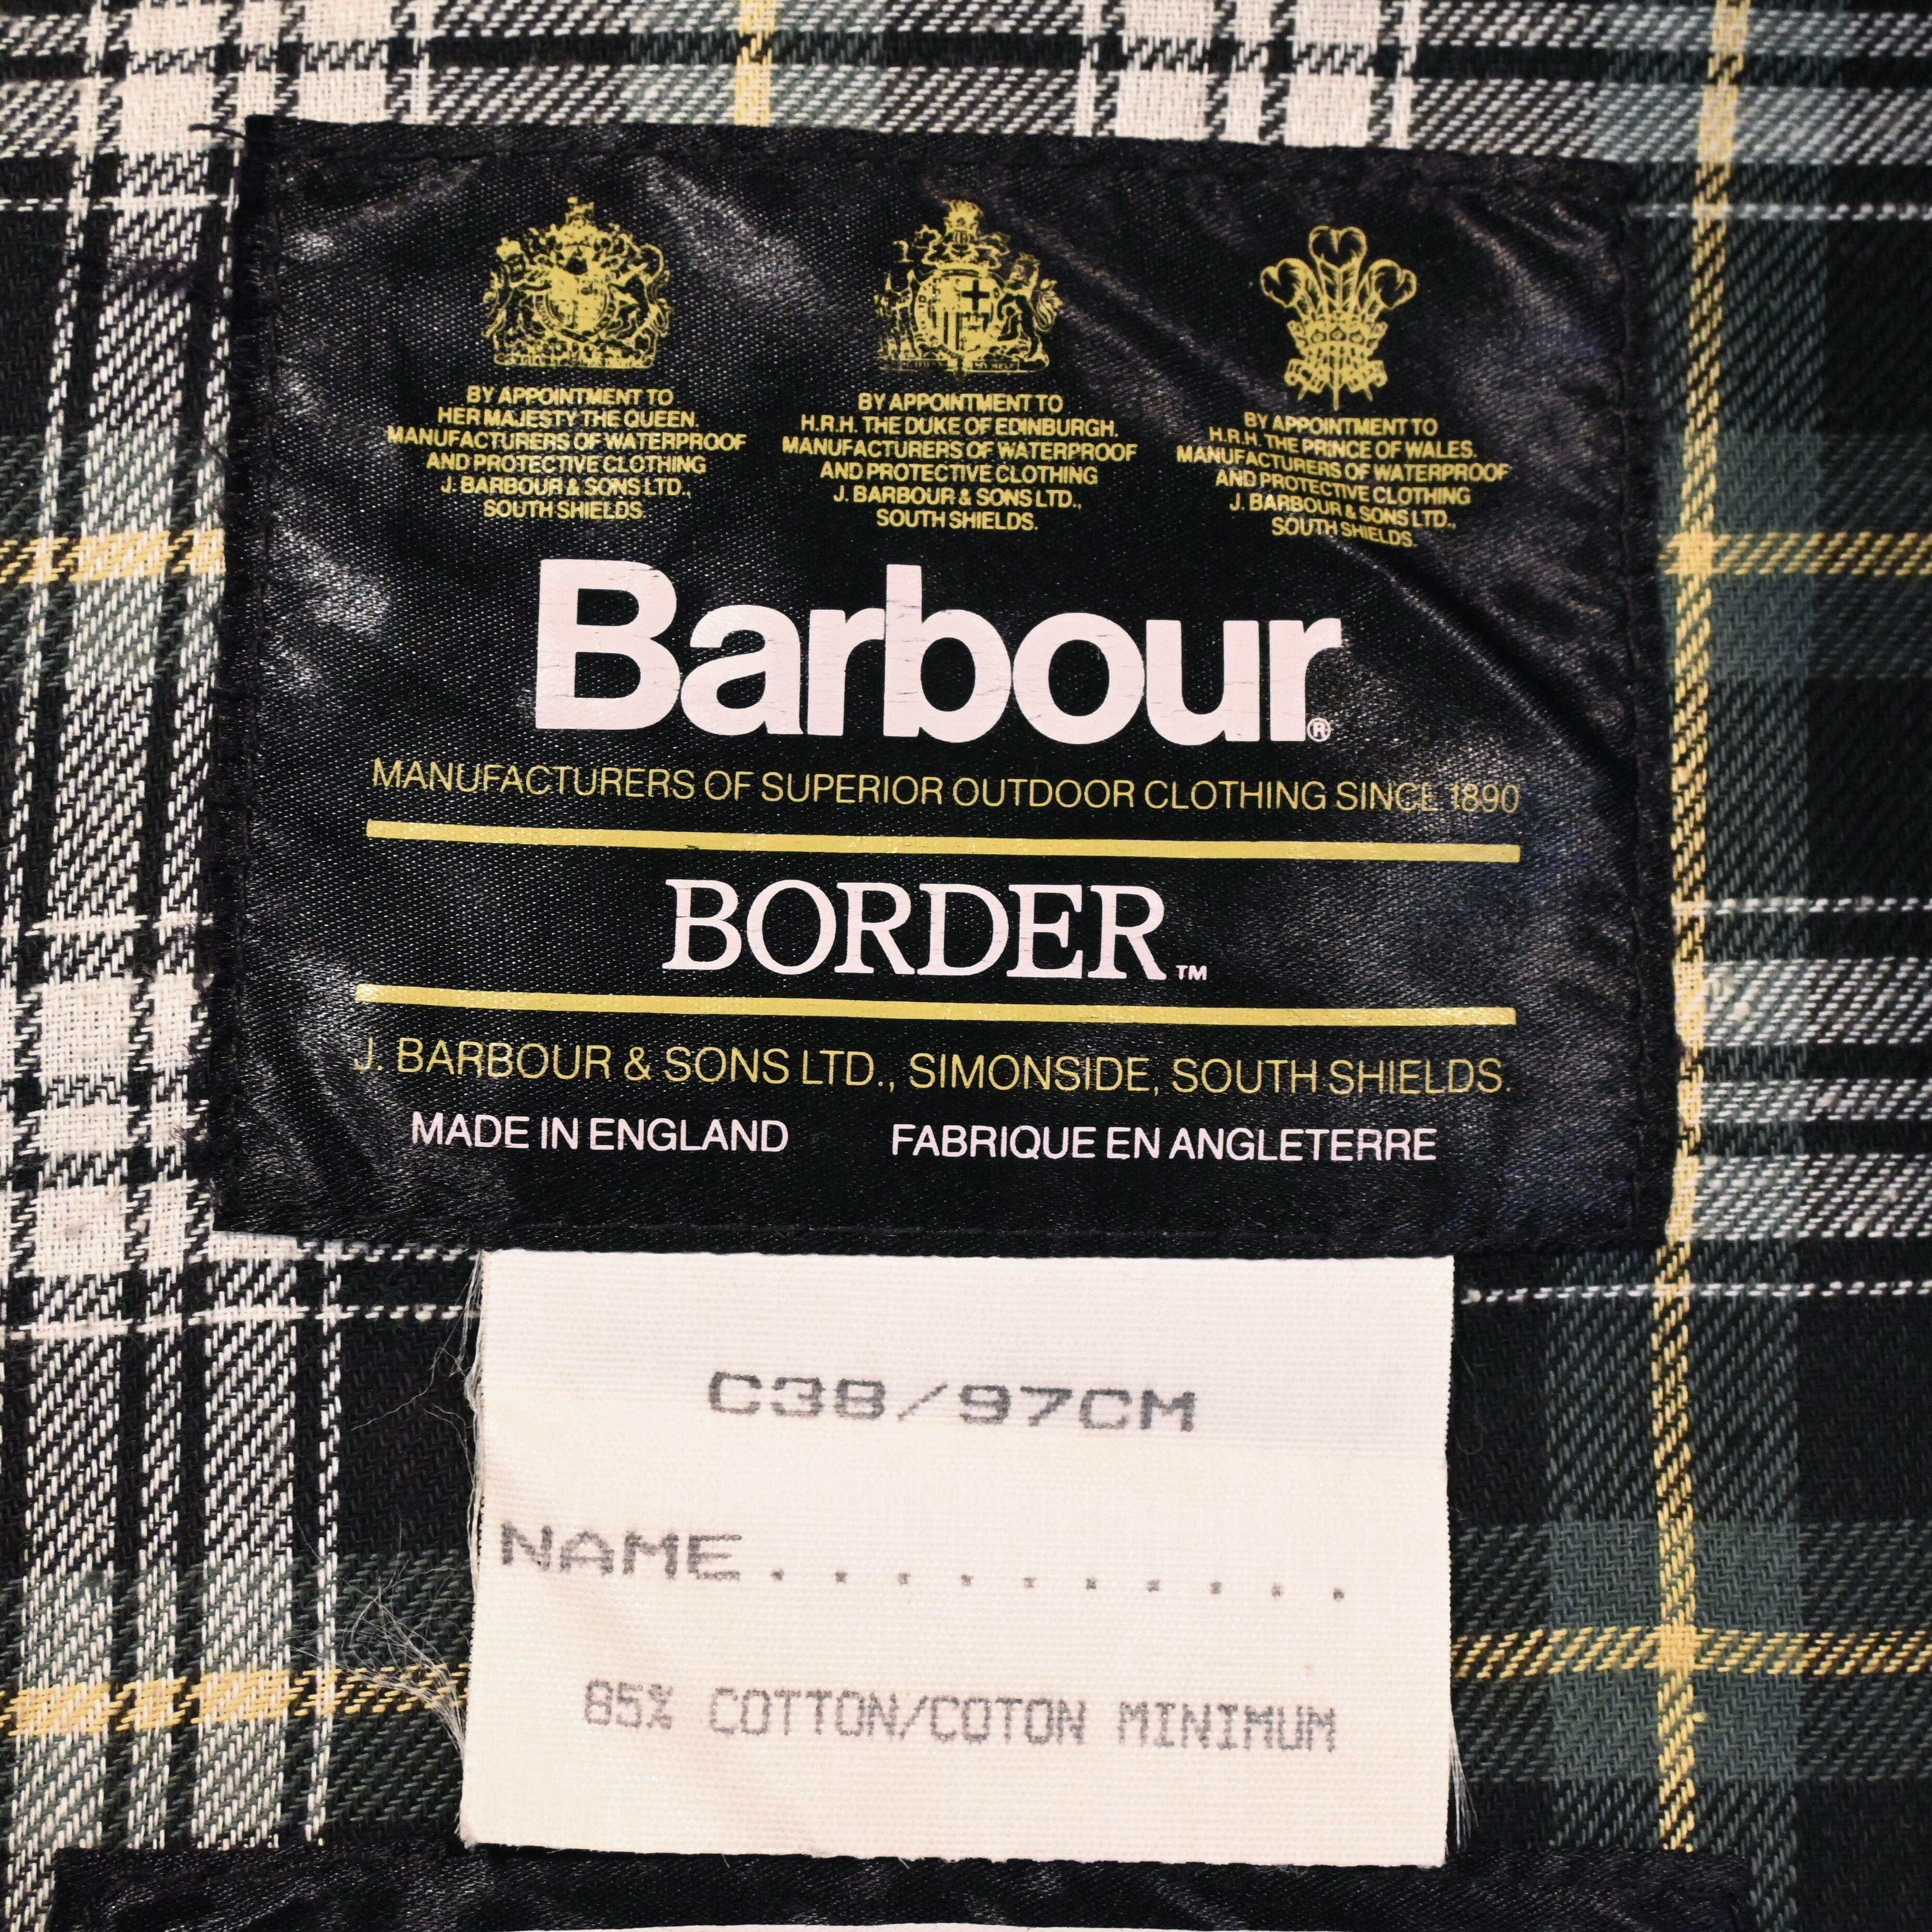 BY APPOINTMENT TO
HER MAJESTY THE QUEEN.
MANUFACTURERS OF WATERPROOF
AND PROTECTIVE CLOTHING
J. BARBOUR & SONS LTD.,
SOUTH SHIELDS.
BY APPOINTMENT TO
H.R.H. THE DUKE OF EDINBURGH.
MANUFACTURERS OF WATERPROOF
AND PROTECTIVE CLOTHING
J. BARBOUR & SONS LTD.,
SOUTH SHIELDS.
BY APPOINTMENT TO
H.R.H. THE PRINCE OF WALES.
MANUFACTURERS OF WATERPROOF
AND PROTECTIVE CLOTHING
J. BARBOUR & SONS LTD.,
SOUTH SHIELDS.
Barbour®
MANUFACTURERS OF SUPERIOR OUTDOOR CLOTHING SINCE 1890
BORDER™
J. BARBOUR & SONS LTD., SIMONSIDE, SOUTH SHIELDS.
MADE IN ENGLAND FABRIQUE EN ANGLETERRE
C38/97CM
NAME..........
85% COTTON/COTON MINIMUM